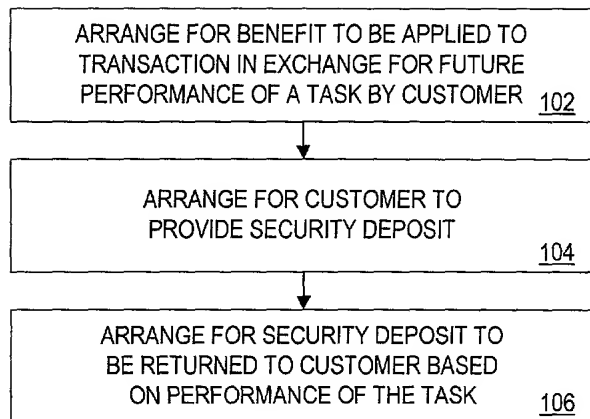 ARRANGE FOR BENEFIT TO BE APPLIED TO
TRANSACTION IN EXCHANGE FOR FUTURE
PERFORMANCE OF A TASK BY CUSTOMER
102
ARRANGE FOR CUSTOMER TO
PROVIDE SECURITY DEPOSIT
104
ARRANGE FOR SECURITY DEPOSIT TO
BE RETURNED TO CUSTOMER BASED
ON PERFORMANCE OF THE TASK
106